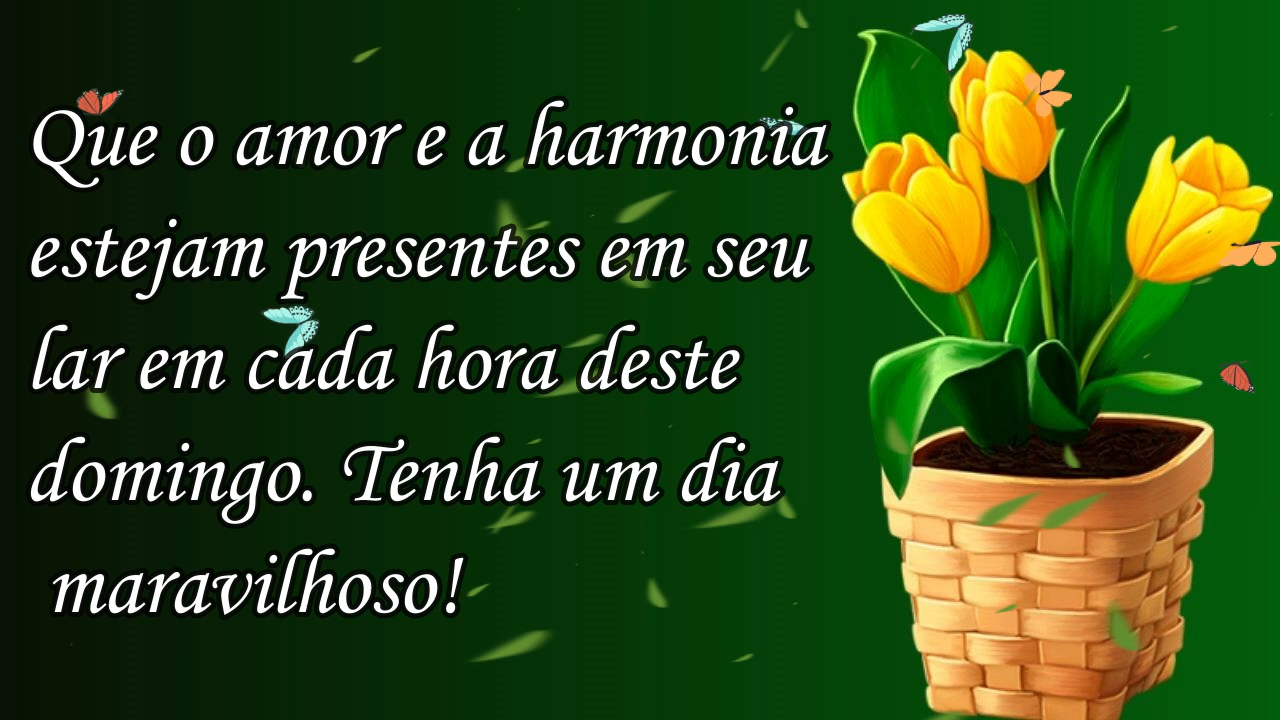 Que o amor e a harmonia
estejam presentes em seu
lar em cada hora deste
domingo. Tenha um dia
maravilhoso!